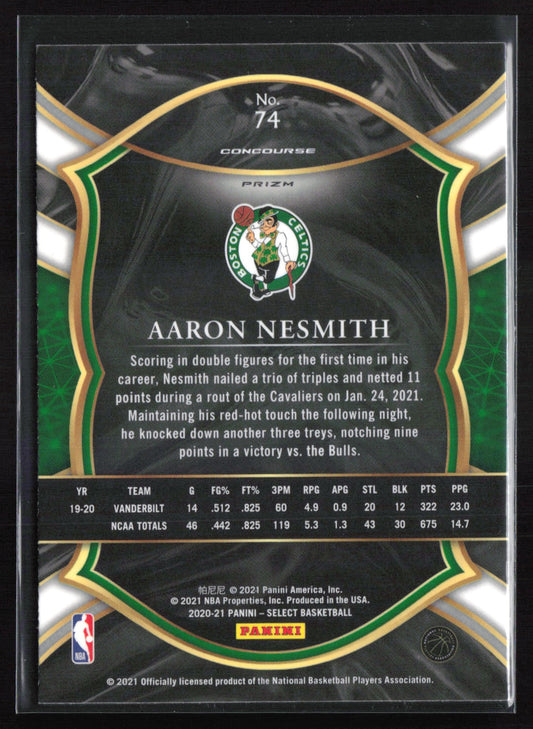 No.
74
CONCOURSE
PRIZM
BOSTON CELTICS
AARON NESMITH
Scoring in double figures for the first time in his
career, Nesmith nailed a trio of triples and netted 11
points during a rout of the Cavaliers on Jan. 24, 2021.
Maintaining his red-hot touch the following night,
he knocked down another three treys, notching nine
points in a victory vs. the Bulls.
YR TEAM G FG% FT% 3PM RPG APG STL BLK PTS PPG
19-20 VANDERBILT 14 .512 .825 60 4.9 0.9 20 12 322 23.0
NCAA TOTALS 46 .442 .825 119 5.3 1.3 43 30 675 14.7
帕尼尼 © 2021 Panini America, Inc.
© 2021 NBA Properties, Inc. Produced in the USA.
2020-21 PANINI – SELECT BASKETBALL
PANINI
NBA
© 2021 Officially licensed product of the National Basketball Players Association.